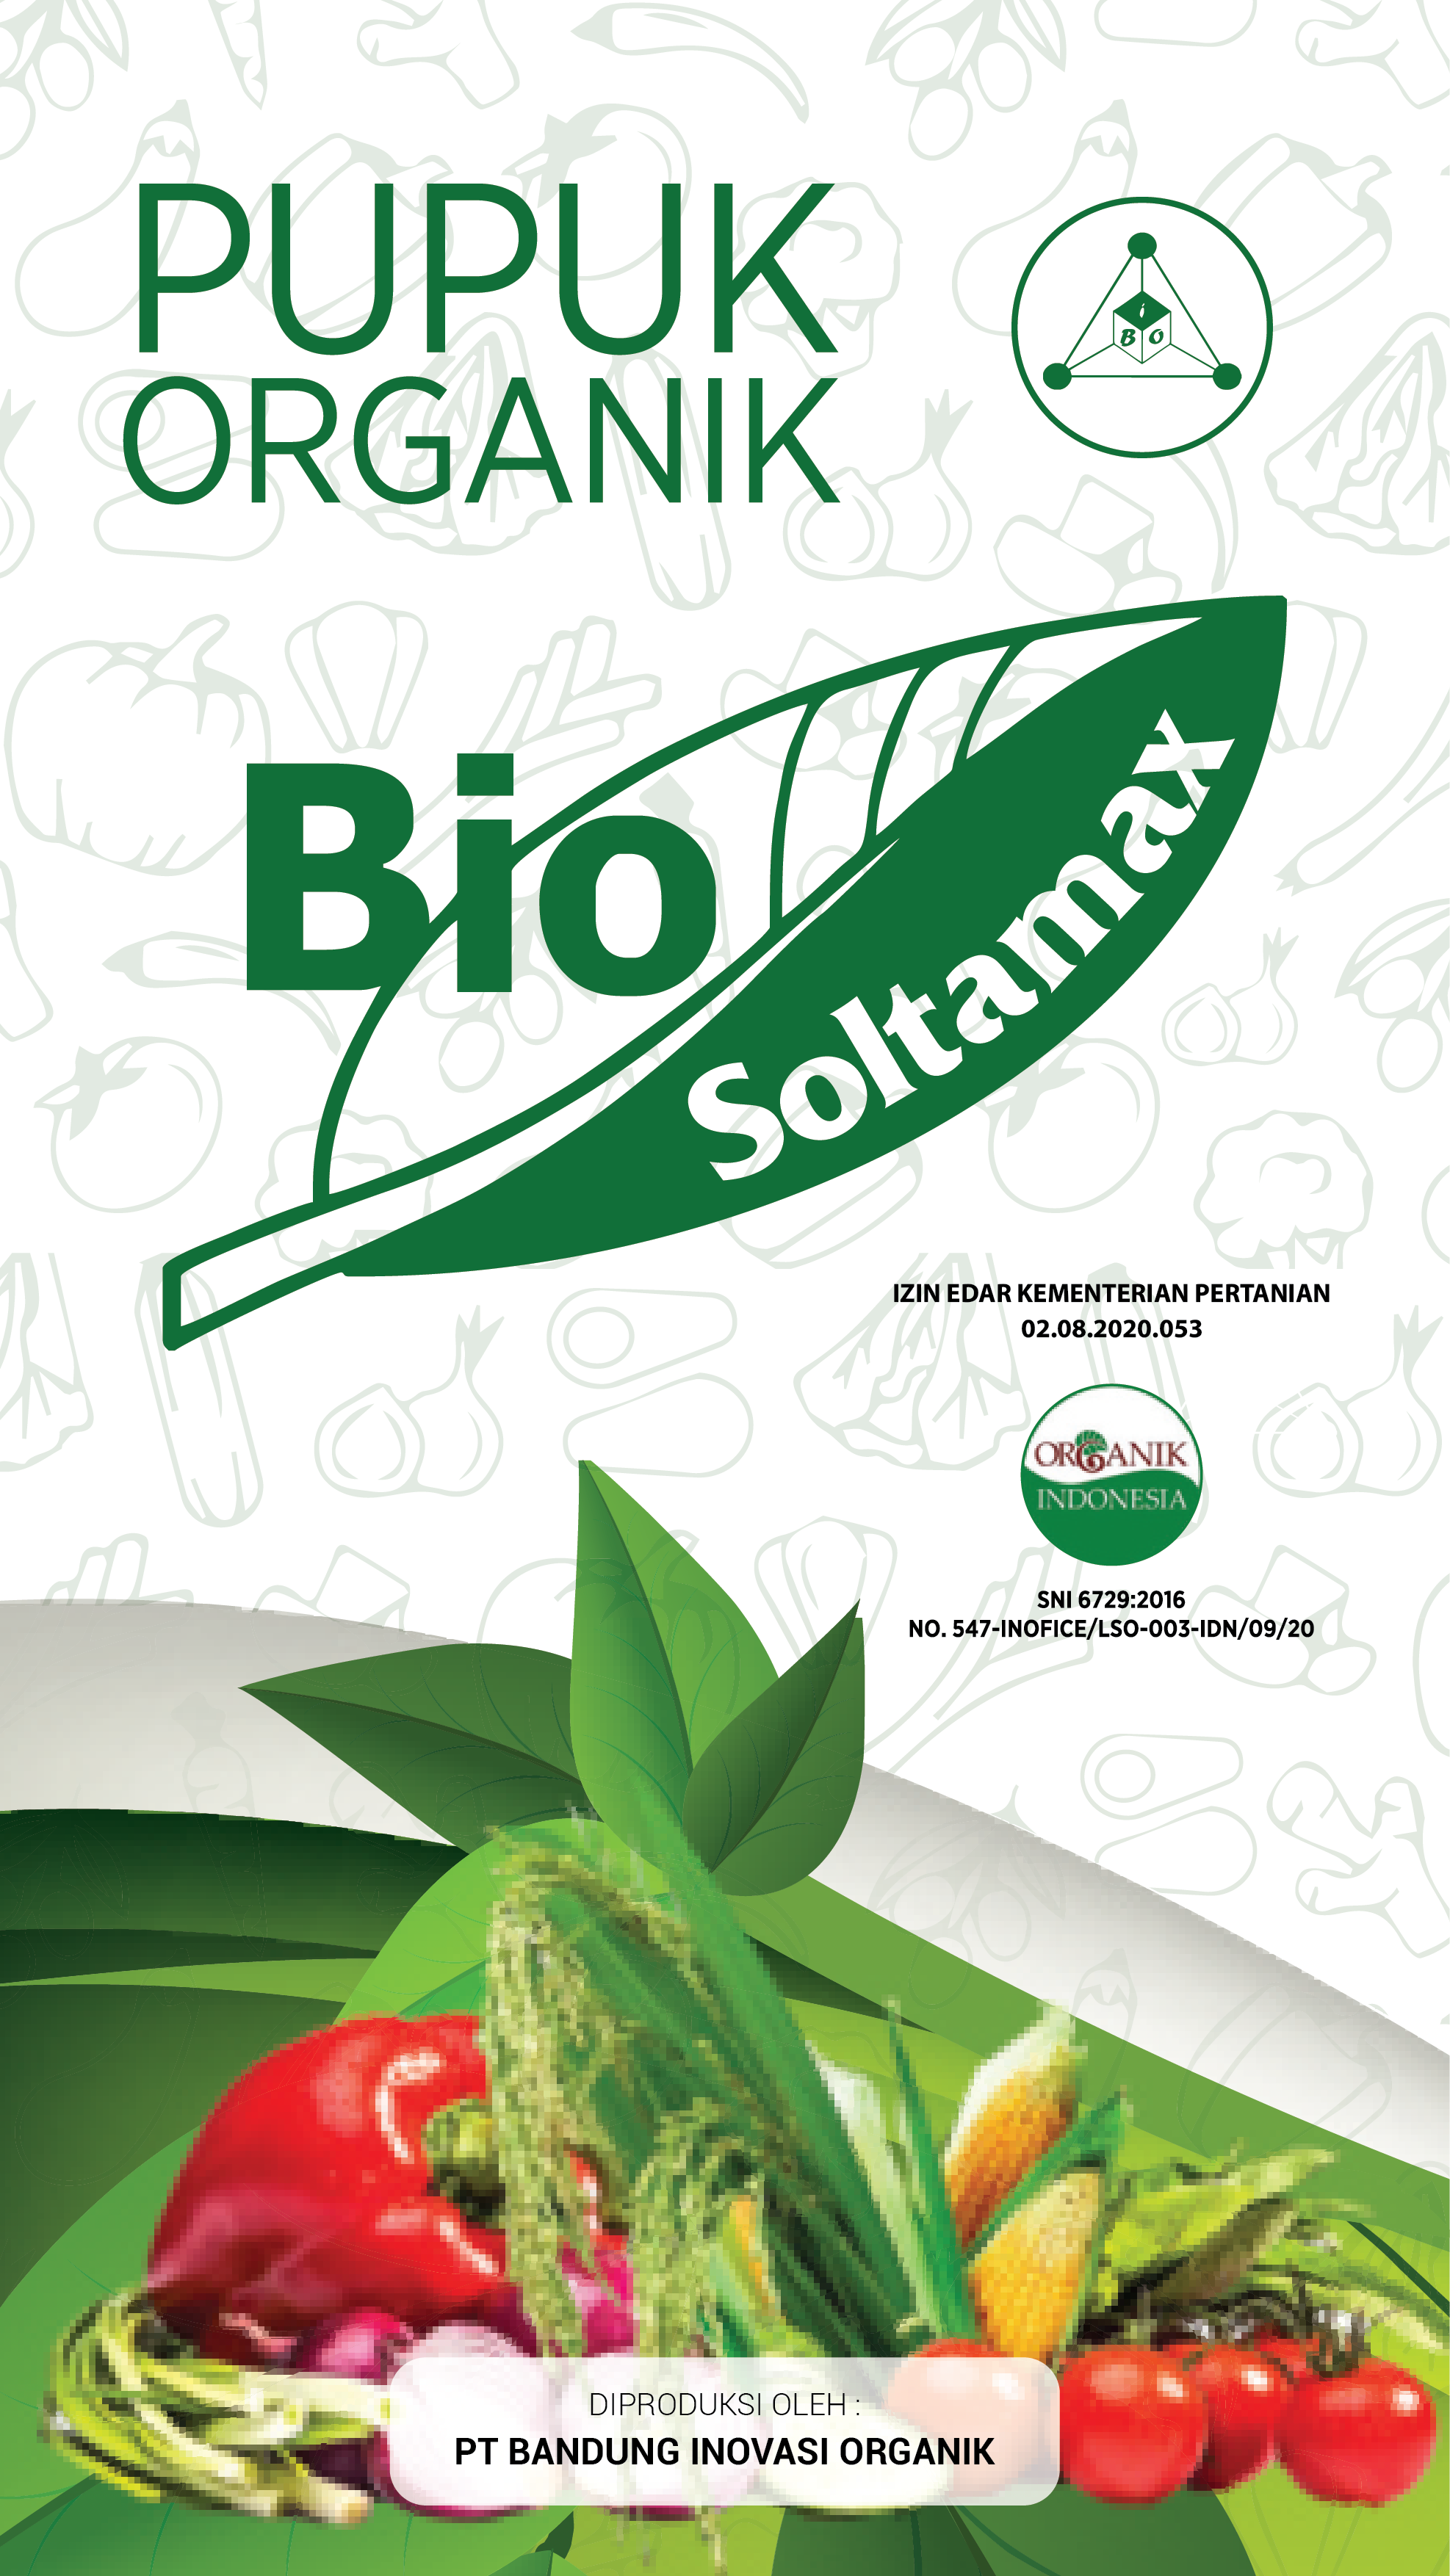 PUPUK
ORGANIK
i
B O
Bio
Soltamax
IZIN EDAR KEMENTERIAN PERTANIAN
02.08.2020.053
ORGANIK
INDONESIA
SNI 6729:2016
NO. 547-INOFICE/LSO-003-IDN/09/20
DIPRODUKSI OLEH :
PT BANDUNG INOVASI ORGANIK